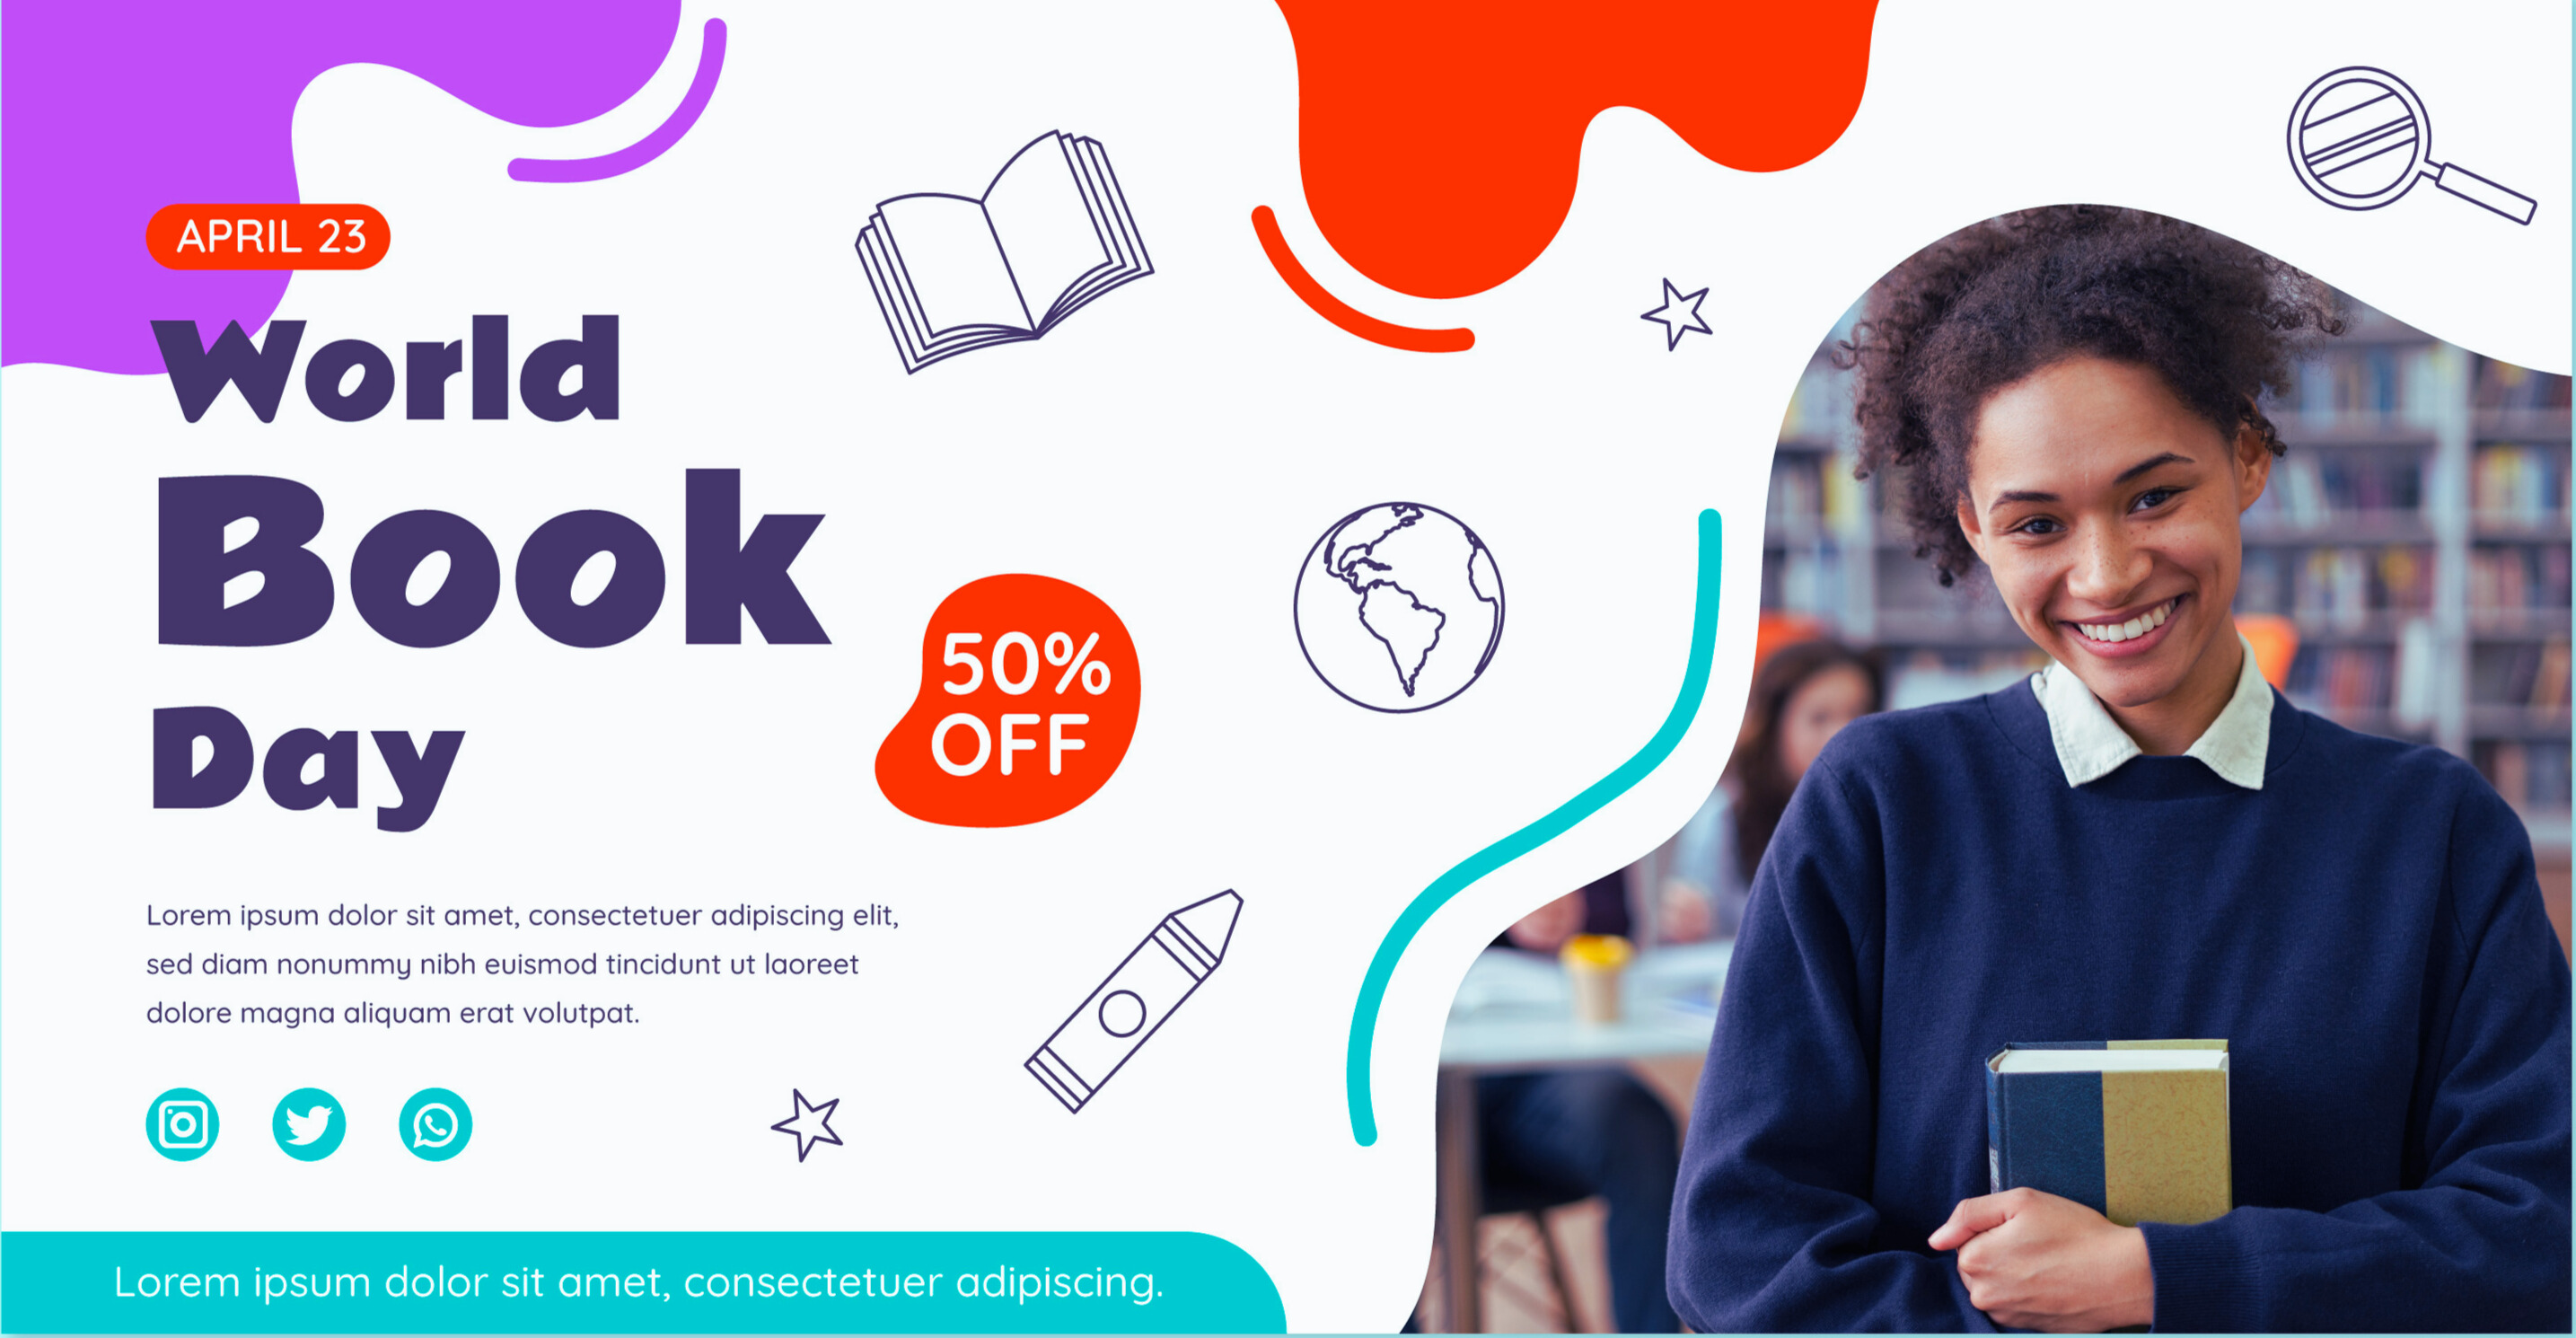 APRIL 23
World
Book
Day
50%
OFF
Lorem ipsum dolor sit amet, consectetuer adipiscing elit,
sed diam nonummy nibh euismod tincidunt ut laoreet
dolore magna aliquam erat volutpat.
Lorem ipsum dolor sit amet, consectetuer adipiscing.